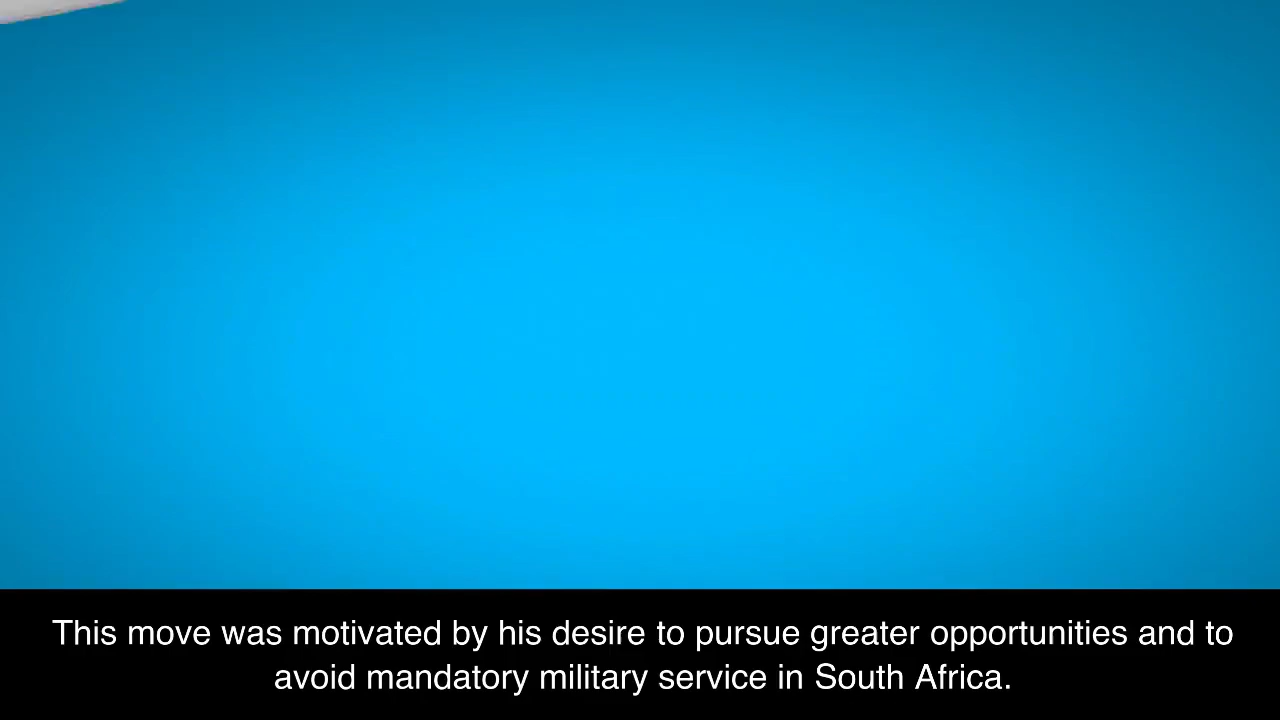 This move was motivated by his desire to pursue greater opportunities and to
avoid mandatory military service in South Africa.